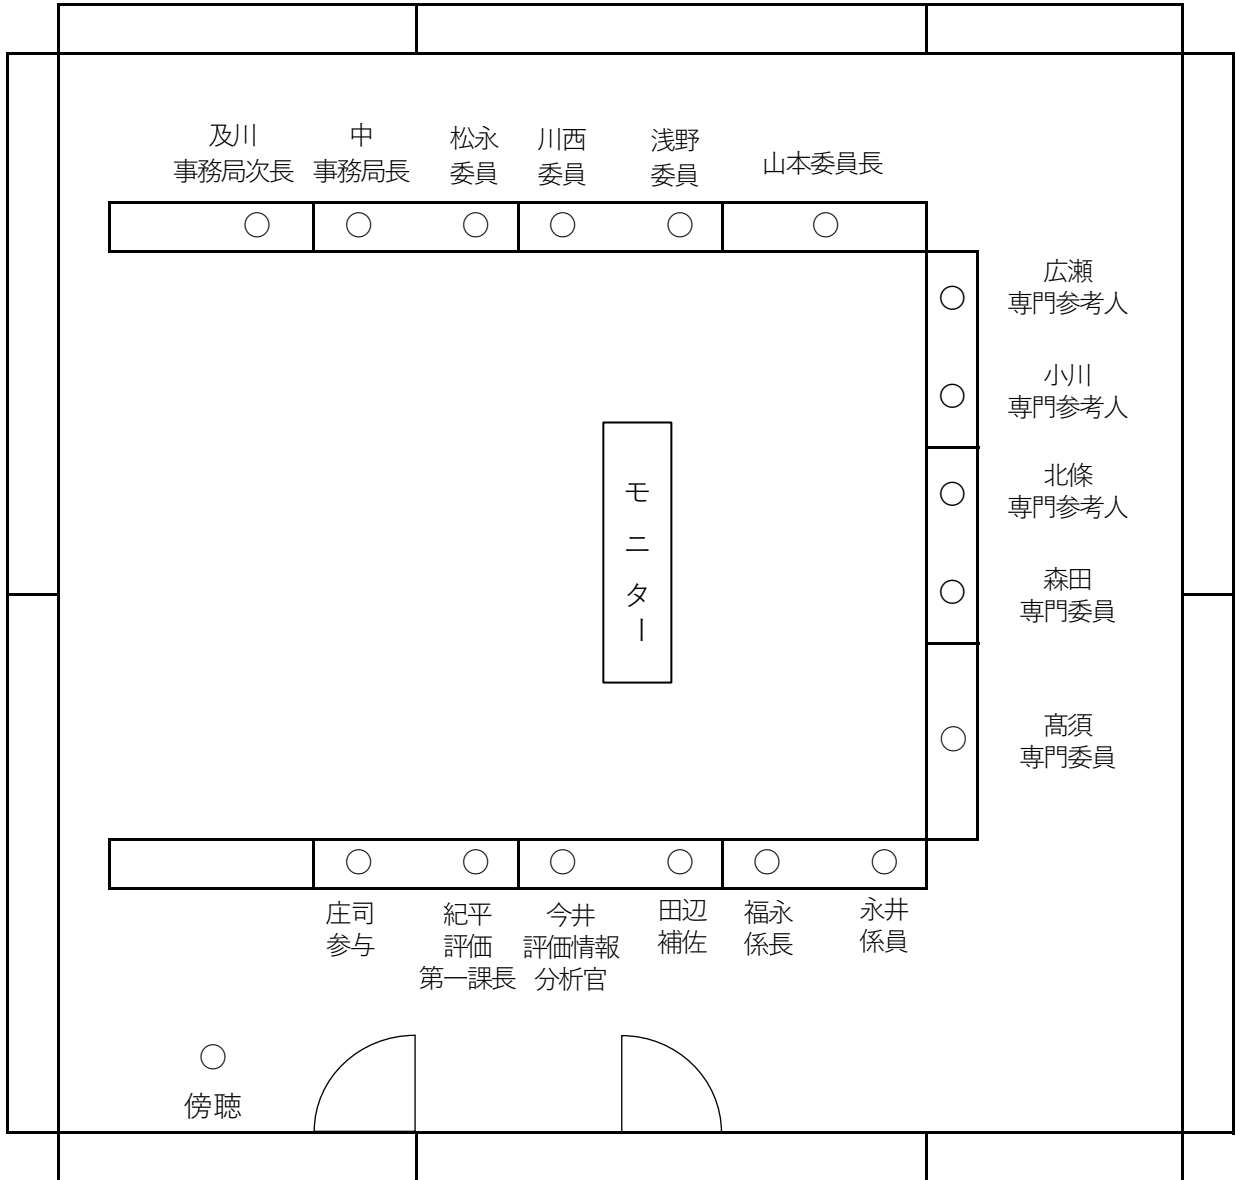 及川
事務局次長
中
事務局長
松永
委員
川西
委員
浅野
委員
山本委員長
広瀬
専門参考人
小川
専門参考人
北條
専門参考人
森田
専門委員
髙須
専門委員
モニター
庄司
参与
紀平
評価
第一課長
今井
評価情報
分析官
田辺
補佐
福永
係長
永井
係員
傍聴